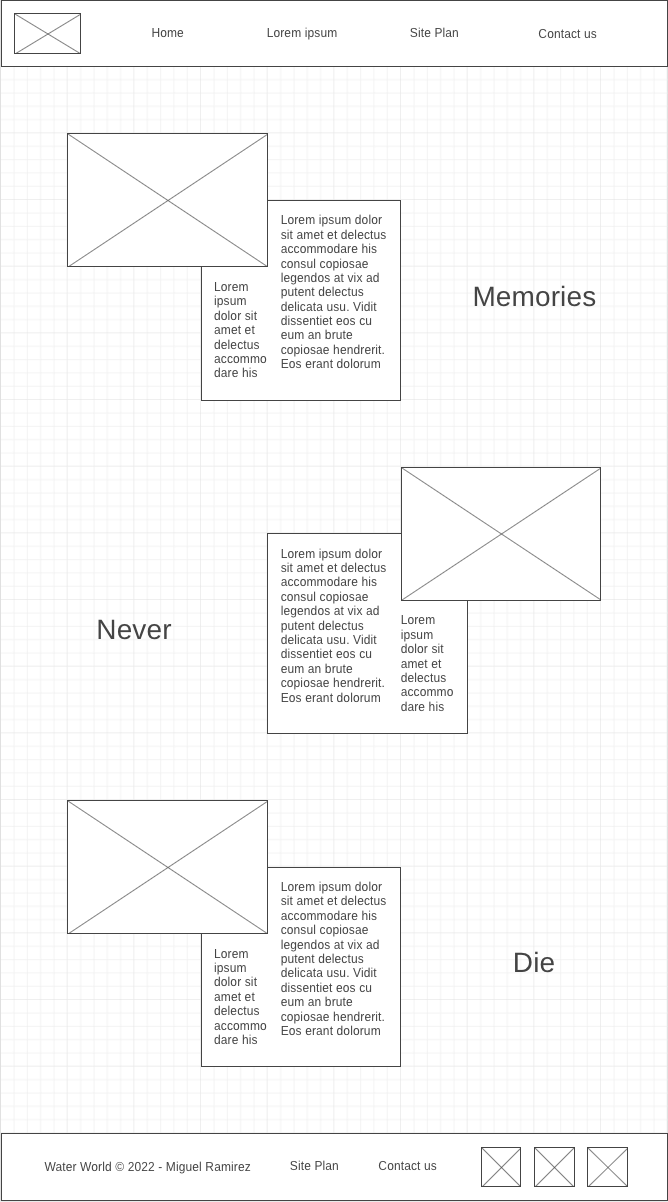 Home
Lorem ipsum
Site Plan
Contact us
Lorem ipsum dolor
sit amet et delectus
accommodare his
consul copiosae
legendos at vix ad
putent delectus
delicata usu. Vidit
dissentiet eos cu
eum an brute
copiosae hendrerit.
Eos erant dolorum
Lorem
ipsum
dolor sit
amet et
delectus
accommo
dare his
Memories
Never
Lorem ipsum dolor
sit amet et delectus
accommodare his
consul copiosae
legendos at vix ad
putent delectus
delicata usu. Vidit
dissentiet eos cu
eum an brute
copiosae hendrerit.
Eos erant dolorum
Lorem
ipsum
dolor sit
amet et
delectus
accommo
dare his
Lorem ipsum dolor
sit amet et delectus
accommodare his
consul copiosae
legendos at vix ad
putent delectus
delicata usu. Vidit
dissentiet eos cu
eum an brute
copiosae hendrerit.
Eos erant dolorum
Lorem
ipsum
dolor sit
amet et
delectus
accommo
dare his
Die
Water World © 2022 - Miguel Ramirez
Site Plan
Contact us